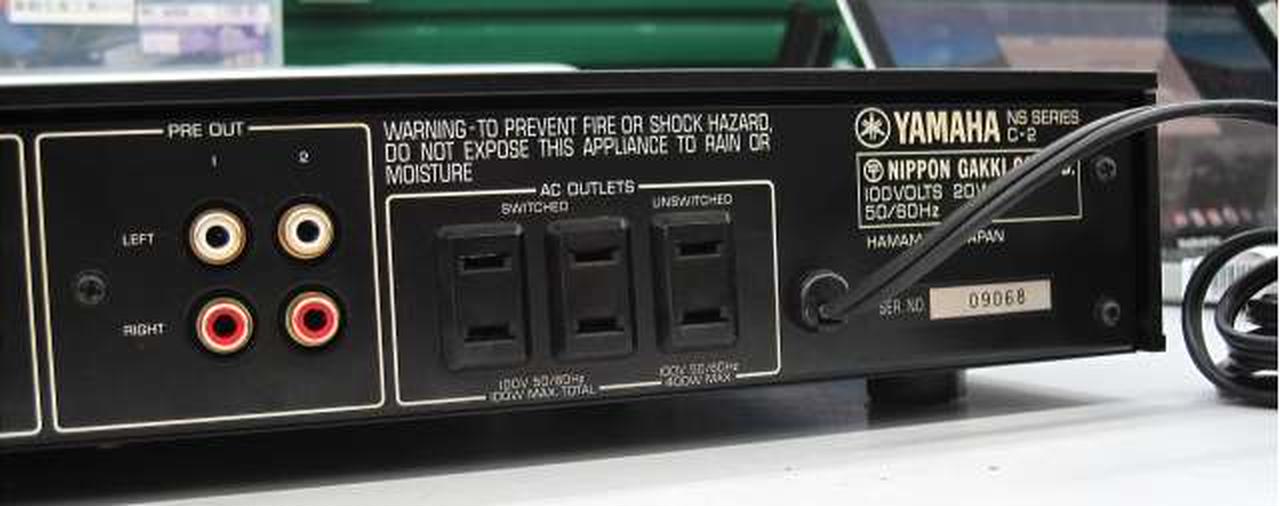 PRE OUT
1 2
LEFT
RIGHT
WARNING-TO PREVENT FIRE OR SHOCK HAZARD,
DO NOT EXPOSE THIS APPLIANCE TO RAIN OR
MOISTURE
AC OUTLETS
SWITCHED UNSWITCHED
100V 50/60Hz
100W MAX. TOTAL
100V 50/60Hz
400W MAX.
YAMAHA NS SERIES
C-2
NIPPON GAKKI
100VOLTS 20W
50/60Hz
SER. NO. 09068